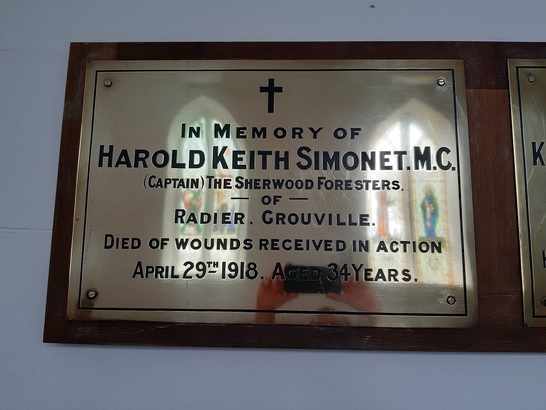 IN MEMORY OF
HAROLD KEITH SIMONET. M.C.
(CAPTAIN) THE SHERWOOD FORESTERS.
— OF —
RADIER. GROUVILLE.
DIED OF WOUNDS RECEIVED IN ACTION
APRIL 29TH 1918. AGED 34 YEARS.